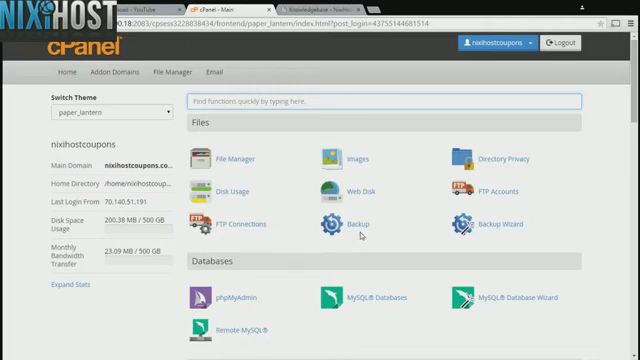 NIXIHOST
cast - YouTube
cPanel - Main
Knowledgebase - NixiHos
00.18:2083/cpsess3228838434/frontend/paper_lantern/index.html?post_login=43755144681514
cPanel
nixihostcoupons
Logout
Home
Addon Domains
File Manager
Email
Switch Theme
paper_lantern
Find functions quickly by typing here.
Files
File Manager
Images
Directory Privacy
Disk Usage
Web Disk
FTP Accounts
FTP Connections
Backup
Backup Wizard
nixihostcoupons
Main Domain nixihostcoupons.co...
Home Directory /home/nixihostcoup...
Last Login From 70.140.51.191
Disk Space Usage
200.38 MB / 500 GB
Monthly Bandwidth Transfer
23.09 MB / 500 GB
Expand Stats
Databases
phpMyAdmin
MySQL® Databases
MySQL® Database Wizard
Remote MySQL®